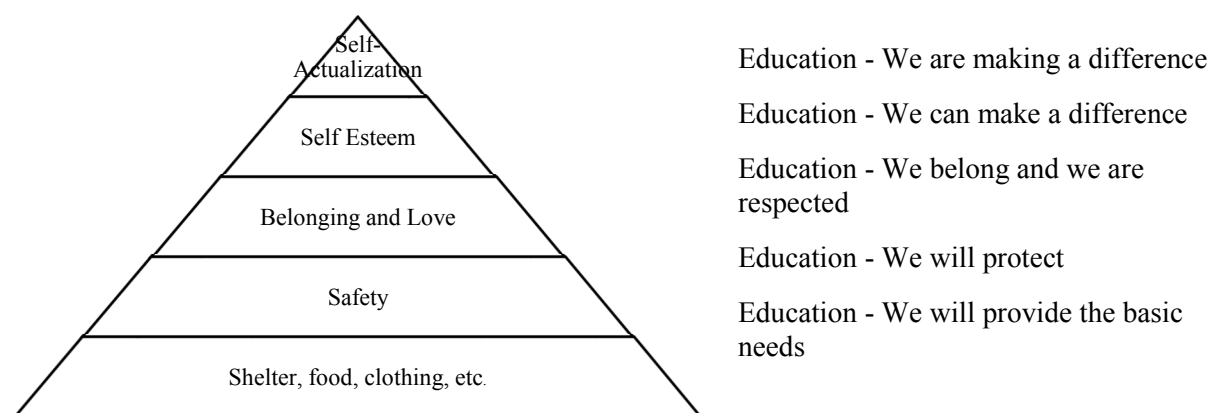 Self-
Actualization
Self Esteem
Belonging and Love
Safety
Shelter, food, clothing, etc.
Education - We are making a difference
Education - We can make a difference
Education - We belong and we are
respected
Education - We will protect
Education - We will provide the basic
needs